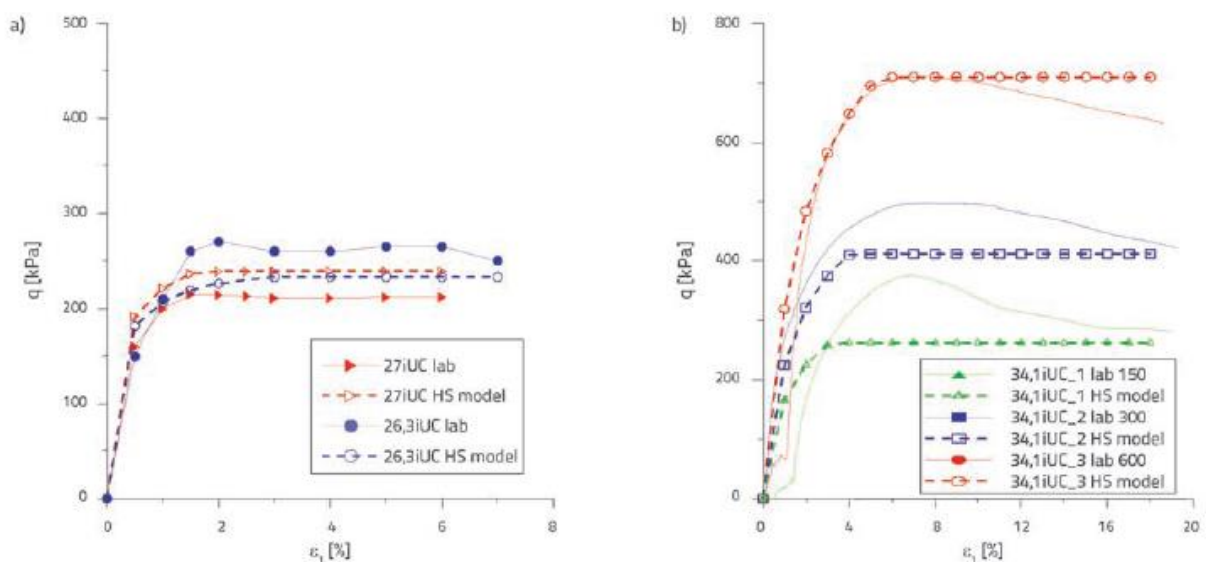 a)
500
400
300
200
100
0
q [kPa]
0 2 4 6 8
ε₁ [%]
27iUC lab
27iUC HS model
26,3iUC lab
26,3iUC HS model
b)
800
600
400
200
0
q [kPa]
0 4 8 12 16 20
ε₁ [%]
34,1iUC_1 lab 150
34,1iUC_1 HS model
34,1iUC_2 lab 300
34,1iUC_2 HS model
34,1iUC_3 lab 600
34,1iUC_3 HS model